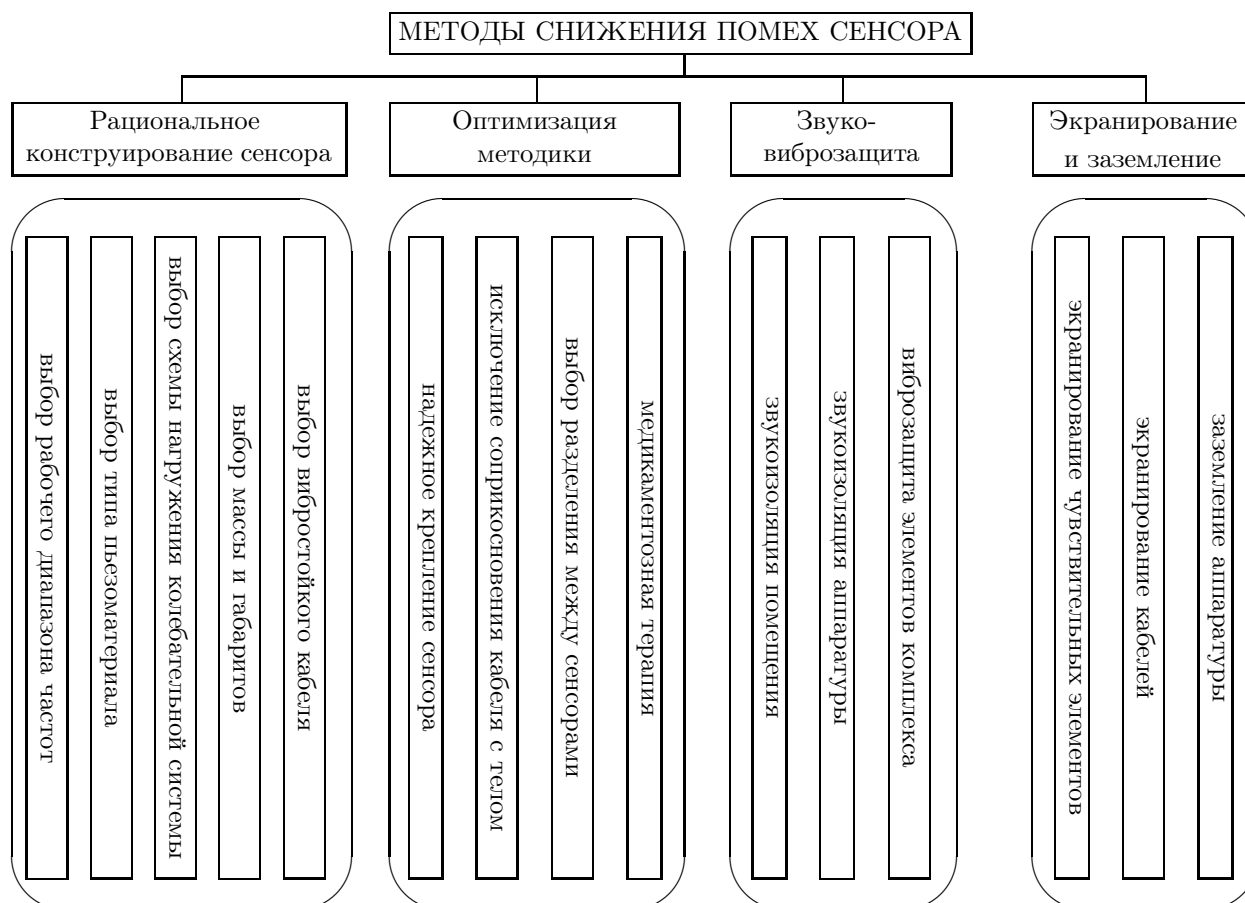 МЕТОДЫ СНИЖЕНИЯ ПОМЕХ СЕНСОРА
Рациональное
конструирование сенсора
Оптимизация
методики
Звуко-
виброзащита
Экранирование
и заземление
выбор рабочего диапазона частот
выбор типа пьезоматериала
выбор схемы нагружения колебательной системы
выбор массы и габаритов
выбор вибростойкого кабеля
надежное крепление сенсора
исключение соприкосновения кабеля с телом
выбор разделения между сенсорами
медикаментозная терапия
звукоизоляция помещения
звукоизоляция аппаратуры
виброзащита элементов комплекса
экранирование чувствительных элементов
экранирование кабелей
заземление аппаратуры